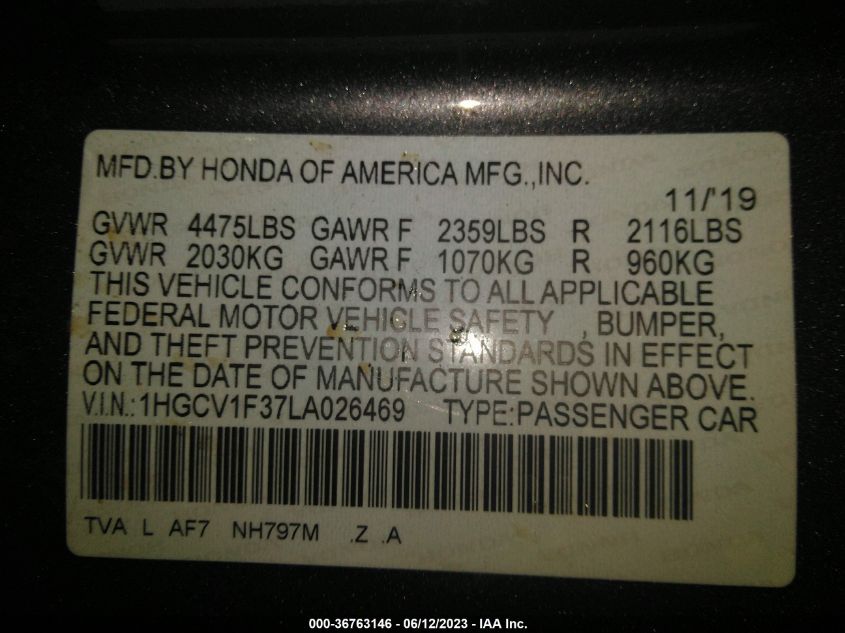 MFD.BY HONDA OF AMERICA MFG.,INC.
11/'19
GVWR 4475LBS GAWR F 2359LBS R 2116LBS
GVWR 2030KG GAWR F 1070KG R 960KG
THIS VEHICLE CONFORMS TO ALL APPLICABLE
FEDERAL MOTOR VEHICLE SAFETY , BUMPER,
AND THEFT PREVENTION STANDARDS IN EFFECT
ON THE DATE OF MANUFACTURE SHOWN ABOVE.
V.I.N.:1HGCV1F37LA026469 TYPE:PASSENGER CAR
TVA L AF7 NH797M .Z .A
000-36763146 - 06/12/2023 - IAA Inc.